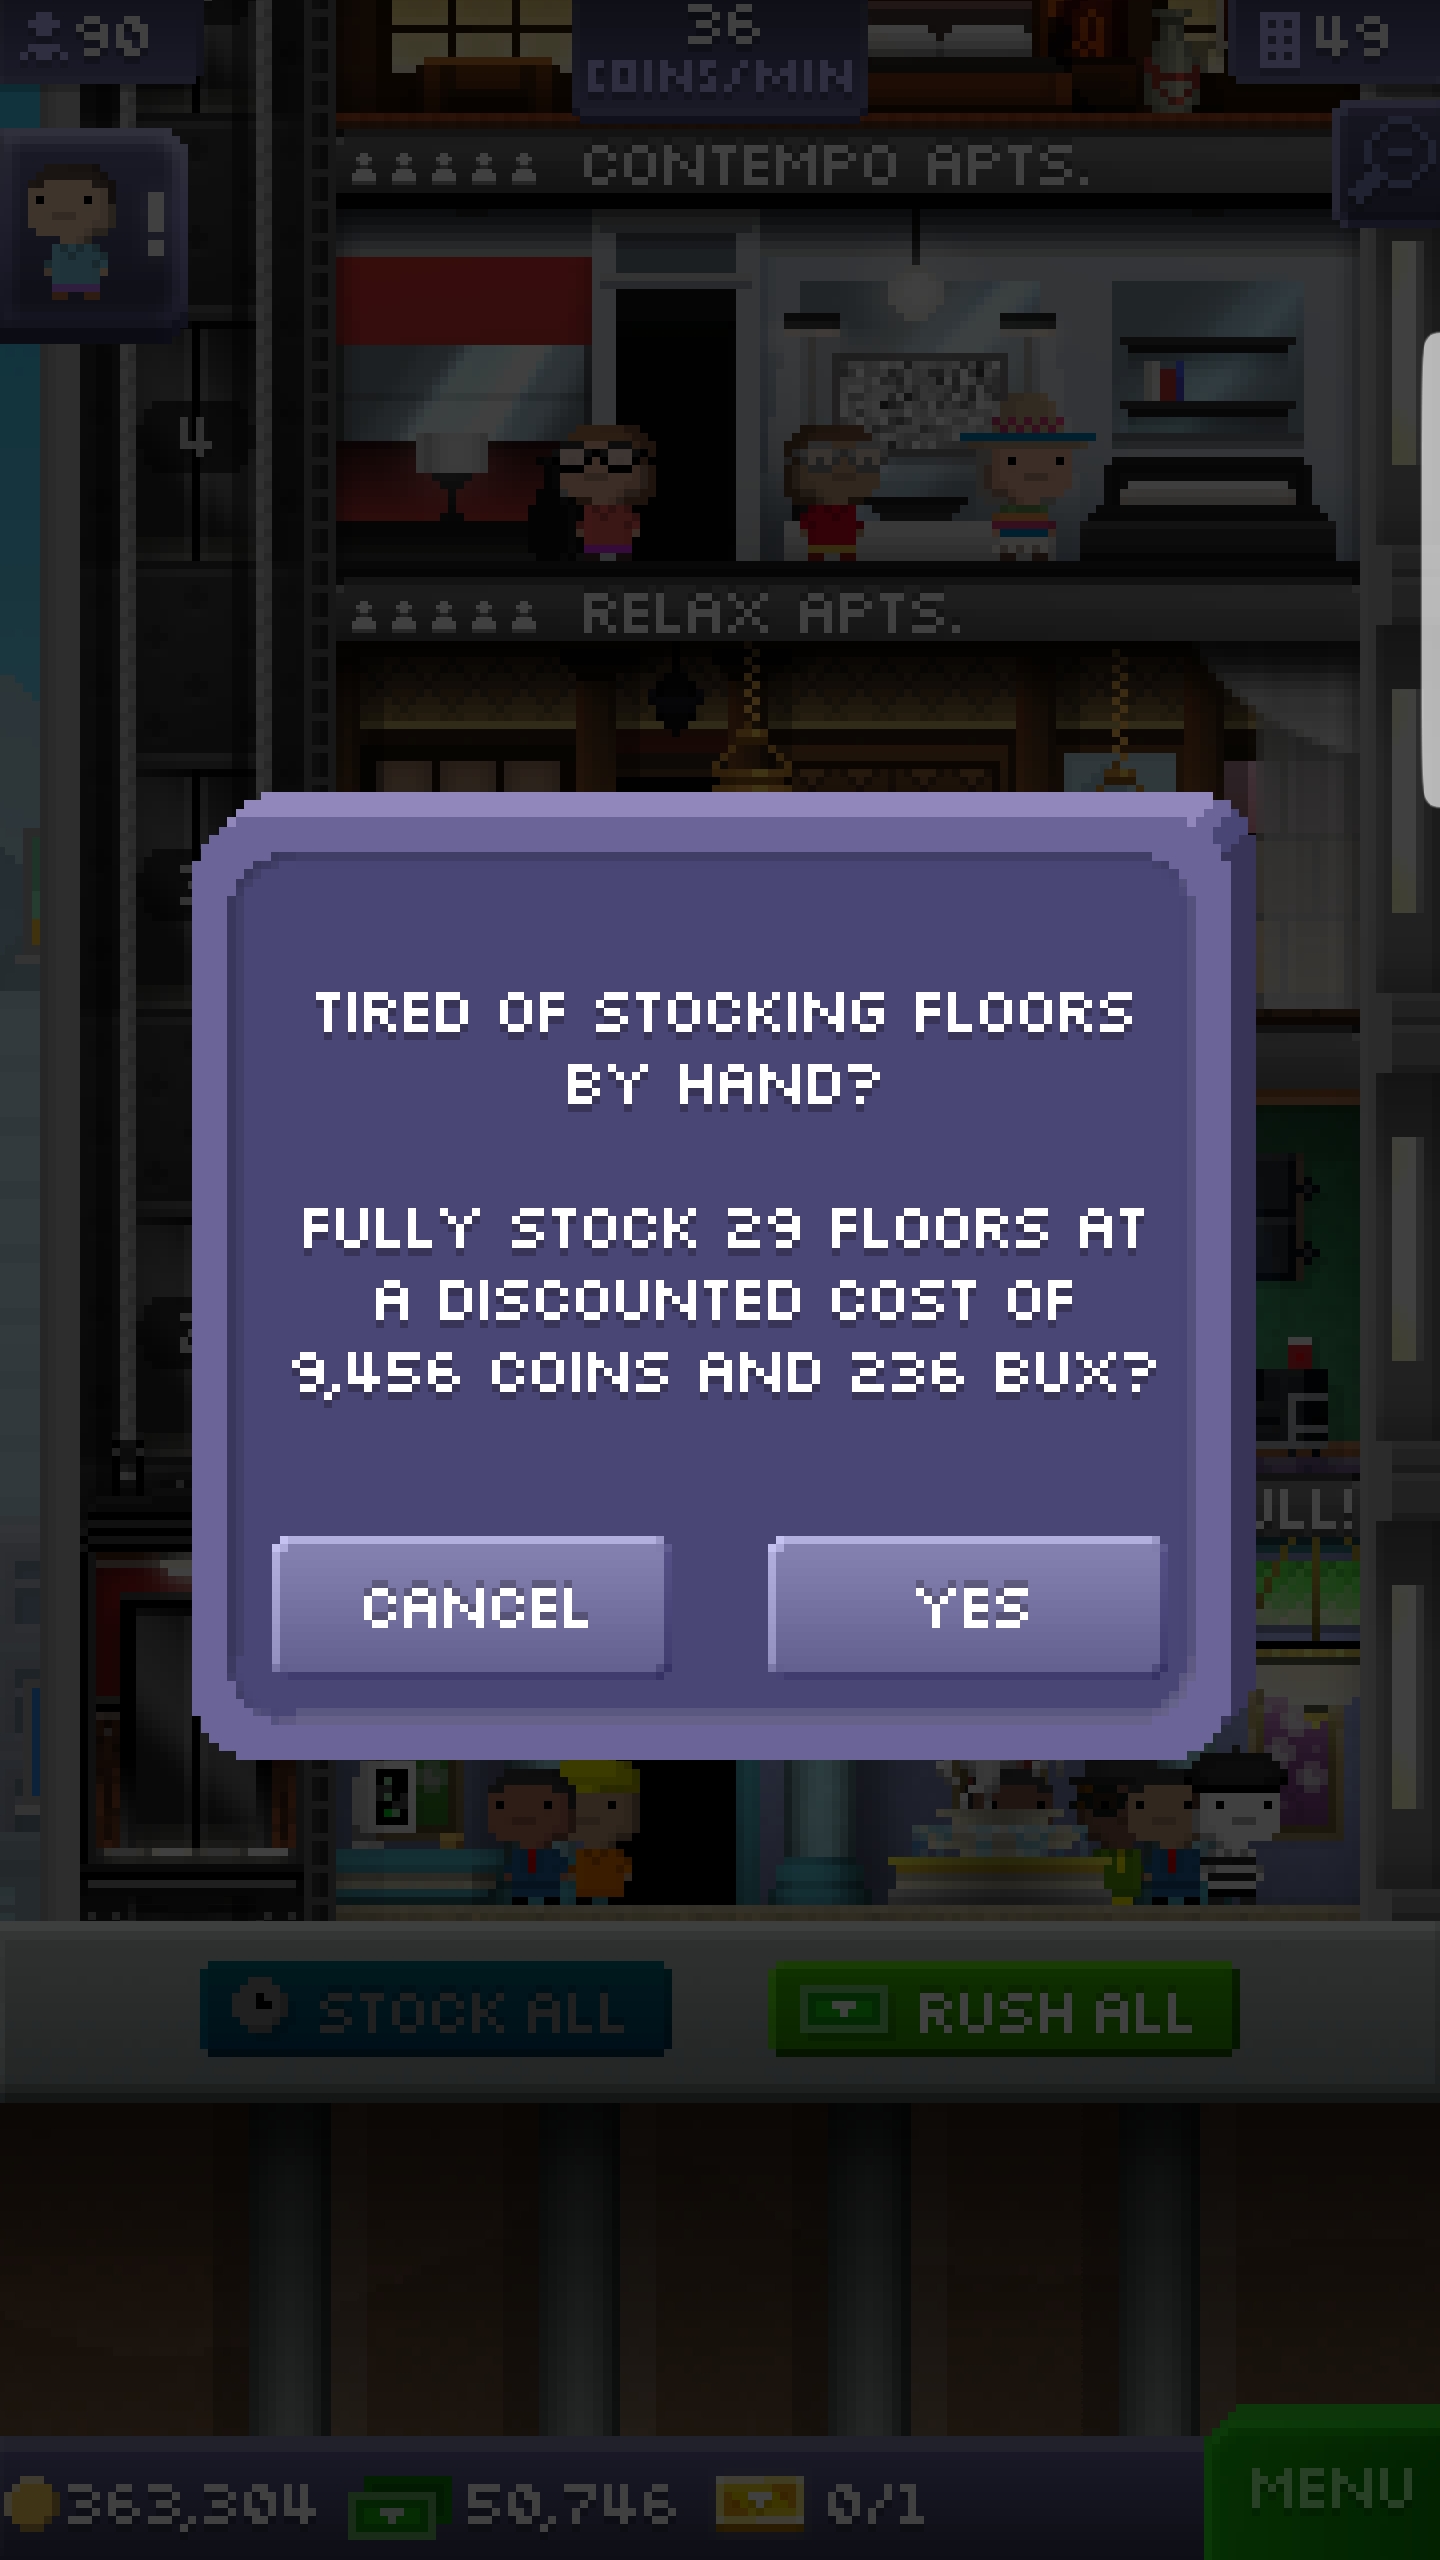 90
36
COINS/MIN
49
!
CONTEMPO APTS.
4
RELAX APTS.
TIRED OF STOCKING FLOORS
BY HAND?
FULLY STOCK 29 FLOORS AT
A DISCOUNTED COST OF
9,456 COINS AND 236 BUX?
CANCEL
YES
STOCK ALL
RUSH ALL
363,304
50,746
0/1
MENU